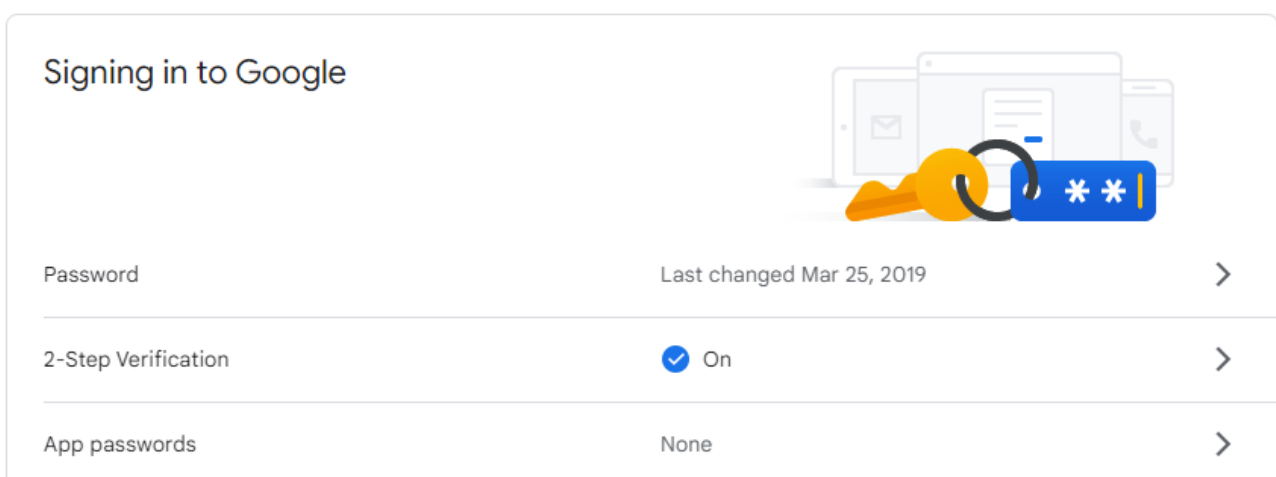 Signing in to Google
**
Password Last changed Mar 25, 2019
2-Step Verification On
App passwords None